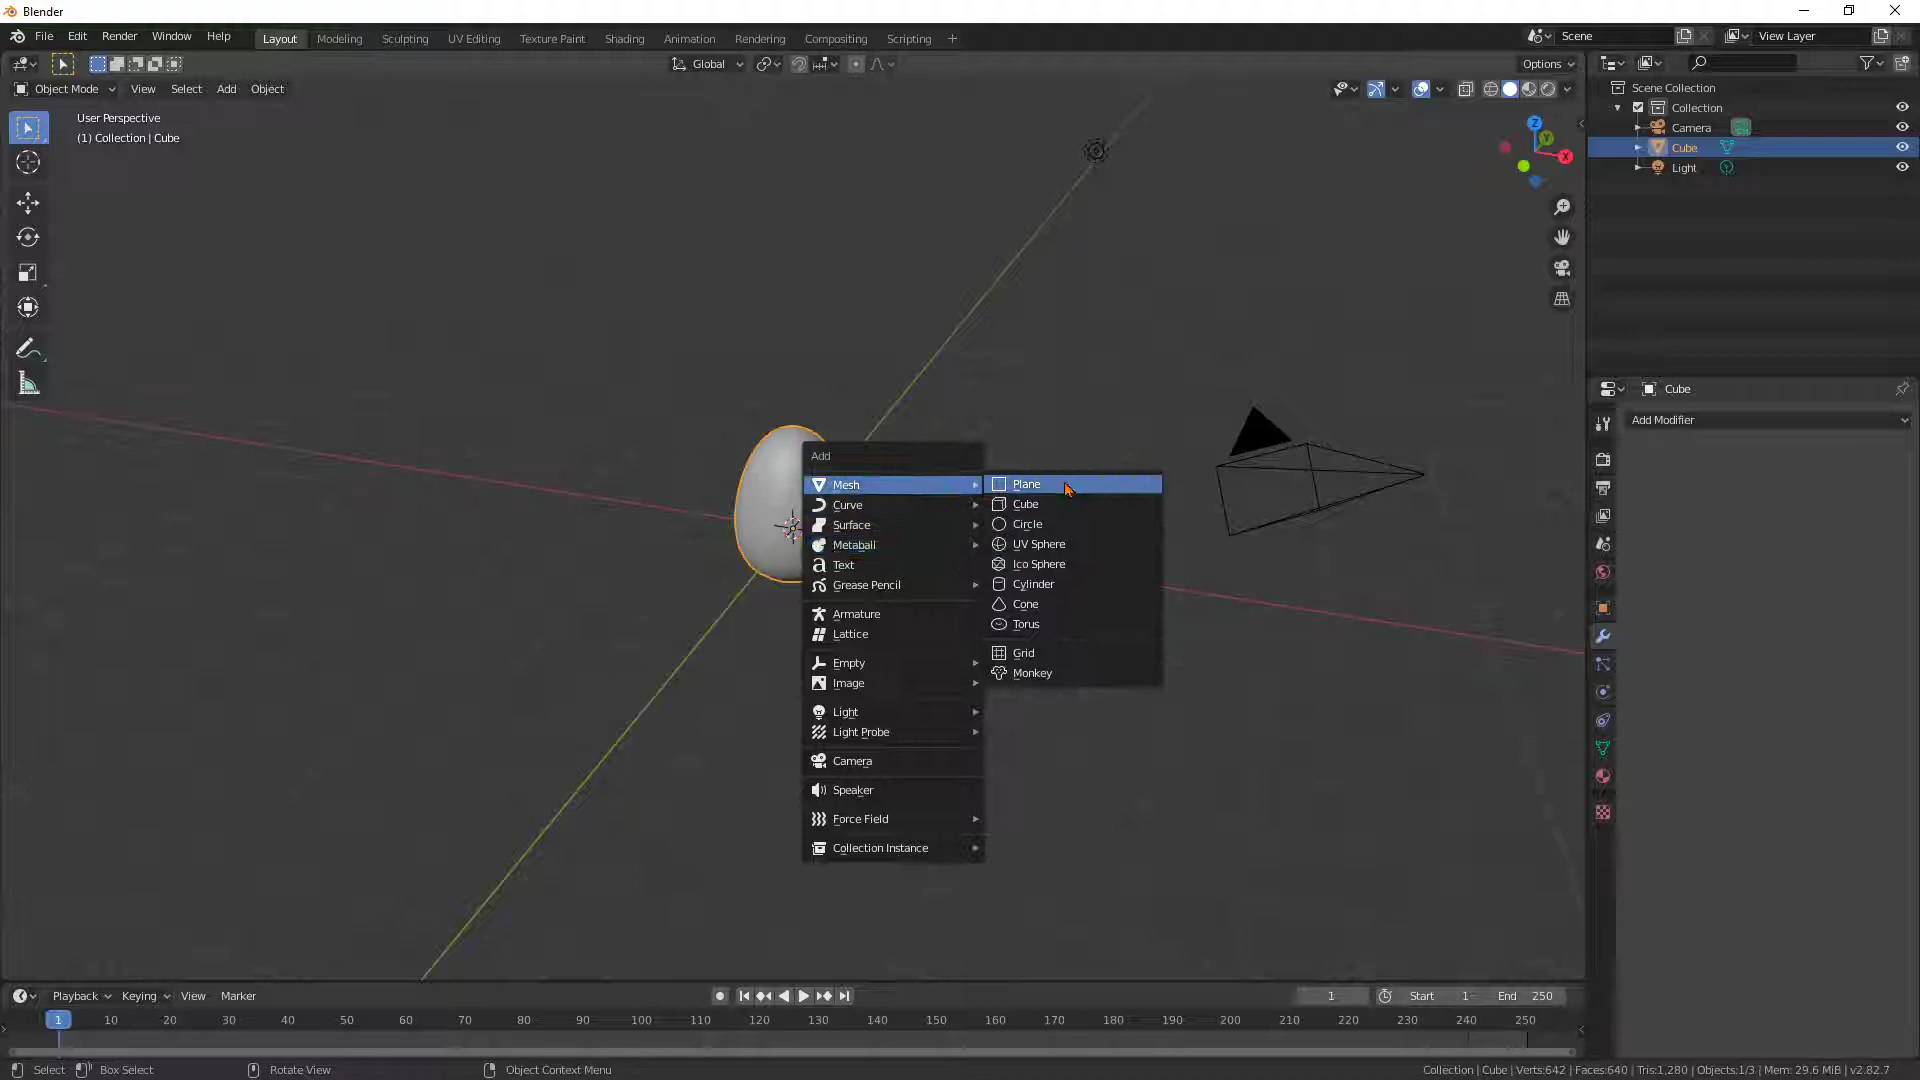 Blender
File Edit Render Window Help Layout Modeling Sculpting UV Editing Texture Paint Shading Animation Rendering Compositing Scripting + Scene View Layer
Global Options
Object Mode View Select Add Object
User Perspective
(1) Collection | Cube
Z
Y
X
Scene Collection
Collection
Camera
Cube
Light
Cube
Add Modifier
Add
Mesh
Curve
Surface
Metaball
Text
Grease Pencil
Armature
Lattice
Empty
Image
Light
Light Probe
Camera
Speaker
Force Field
Collection Instance
Plane
Cube
Circle
UV Sphere
Ico Sphere
Cylinder
Cone
Torus
Grid
Monkey
Playback Keying View Marker 1 Start 1 End 250
1 10 20 30 40 50 60 70 80 90 100 110 120 130 140 150 160 170 180 190 200 210 220 230 240 250
Select Box Select Rotate View Object Context Menu Collection | Cube | Verts:642 | Faces:640 | Tris:1,280 | Objects:1/3 | Mem: 29.6 MiB | v2.82.7